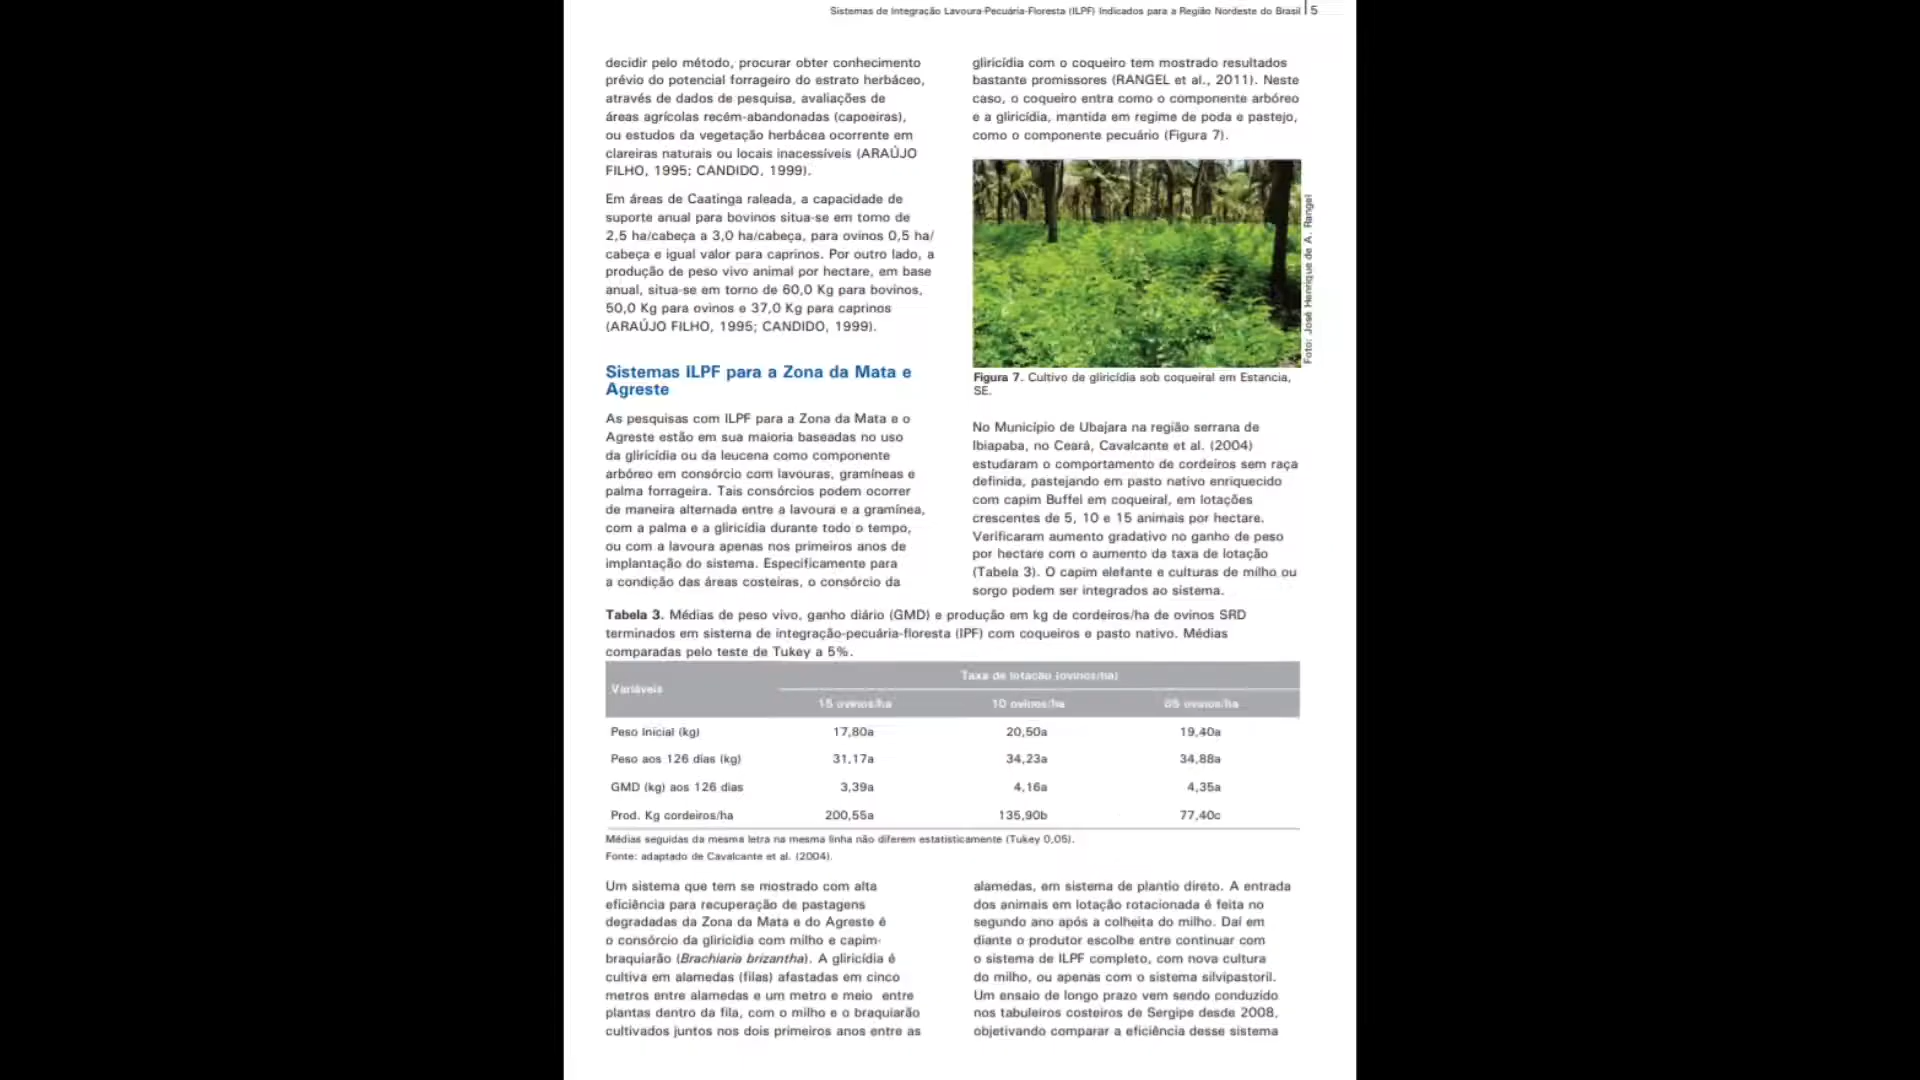 Sistemas de Integração Lavoura-Pecuária-Floresta (ILPF) Indicados para a Região Nordeste do Brasil 5
decidir pelo método, procurar obter conhecimento
prévio do potencial forrageiro do estrato herbáceo,
através de dados de pesquisa, avaliações de
áreas agrícolas recém-abandonadas (capoeiras),
ou estudos da vegetação herbácea ocorrente em
clareiras naturais ou locais inacessíveis (ARAÚJO
FILHO, 1995; CANDIDO, 1999).
Em áreas de Caatinga raleada, a capacidade de
suporte anual para bovinos situa-se em torno de
2,5 ha/cabeça a 3,0 ha/cabeça, para ovinos 0,5 ha/
cabeça e igual valor para caprinos. Por outro lado, a
produção de peso vivo animal por hectare, em base
anual, situa-se em torno de 60,0 Kg para bovinos,
50,0 Kg para ovinos e 37,0 Kg para caprinos
(ARAÚJO FILHO, 1995; CANDIDO, 1999).
Sistemas ILPF para a Zona da Mata e
Agreste
As pesquisas com ILPF para a Zona da Mata e o
Agreste estão em sua maioria baseadas no uso
da gliricídia ou da leucena como componente
arbóreo em consórcio com lavouras, gramíneas e
palma forrageira. Tais consórcios podem ocorrer
de maneira alternada entre a lavoura e a gramínea,
com a palma e a gliricídia durante todo o tempo,
ou com a lavoura apenas nos primeiros anos de
implantação do sistema. Especificamente para
a condição das áreas costeiras, o consórcio da
gliricídia com o coqueiro tem mostrado resultados
bastante promissores (RANGEL et al., 2011). Neste
caso, o coqueiro entra como o componente arbóreo
e a gliricídia, mantida em regime de poda e pastejo,
como o componente pecuário (Figura 7).
Foto: José Henrique de A. Rangel
Figura 7. Cultivo de gliricídia sob coqueiral em Estancia,
SE.
No Município de Ubajara na região serrana de
Ibiapaba, no Ceará, Cavalcante et al. (2004)
estudaram o comportamento de cordeiros sem raça
definida, pastejando em pasto nativo enriquecido
com capim Buffel em coqueiral, em lotações
crescentes de 5, 10 e 15 animais por hectare.
Verificaram aumento gradativo no ganho de peso
por hectare com o aumento da taxa de lotação
(Tabela 3). O capim elefante e culturas de milho ou
sorgo podem ser integrados ao sistema.
Tabela 3. Médias de peso vivo, ganho diário (GMD) e produção em kg de cordeiros/ha de ovinos SRD
terminados em sistema de integração-pecuária-floresta (IPF) com coqueiros e pasto nativo. Médias
comparadas pelo teste de Tukey a 5%.
Variáveis Taxa de lotação (ovinos/ha)
15 ovinos/ha 10 ovinos/ha 05 ovinos/ha
Peso Inicial (kg) 17,80a 20,50a 19,40a
Peso aos 126 dias (kg) 31,17a 34,23a 34,88a
GMD (kg) aos 126 dias 3,39a 4,16a 4,35a
Prod. Kg cordeiros/ha 200,55a 135,90b 77,40c
Médias seguidas da mesma letra na mesma linha não diferem estatisticamente (Tukey 0,05).
Fonte: adaptado de Cavalcante et al. (2004).
Um sistema que tem se mostrado com alta
eficiência para recuperação de pastagens
degradadas da Zona da Mata e do Agreste é
o consórcio da gliricídia com milho e capim-
braquiarão (Brachiaria brizantha). A gliricídia é
cultiva em alamedas (filas) afastadas em cinco
metros entre alamedas e um metro e meio entre
plantas dentro da fila, com o milho e o braquiarão
cultivados juntos nos dois primeiros anos entre as
alamedas, em sistema de plantio direto. A entrada
dos animais em lotação rotacionada é feita no
segundo ano após a colheita do milho. Daí em
diante o produtor escolhe entre continuar com
o sistema de ILPF completo, com nova cultura
do milho, ou apenas com o sistema silvipastoril.
Um ensaio de longo prazo vem sendo conduzido
nos tabuleiros costeiros de Sergipe desde 2008,
objetivando comparar a eficiência desse sistema